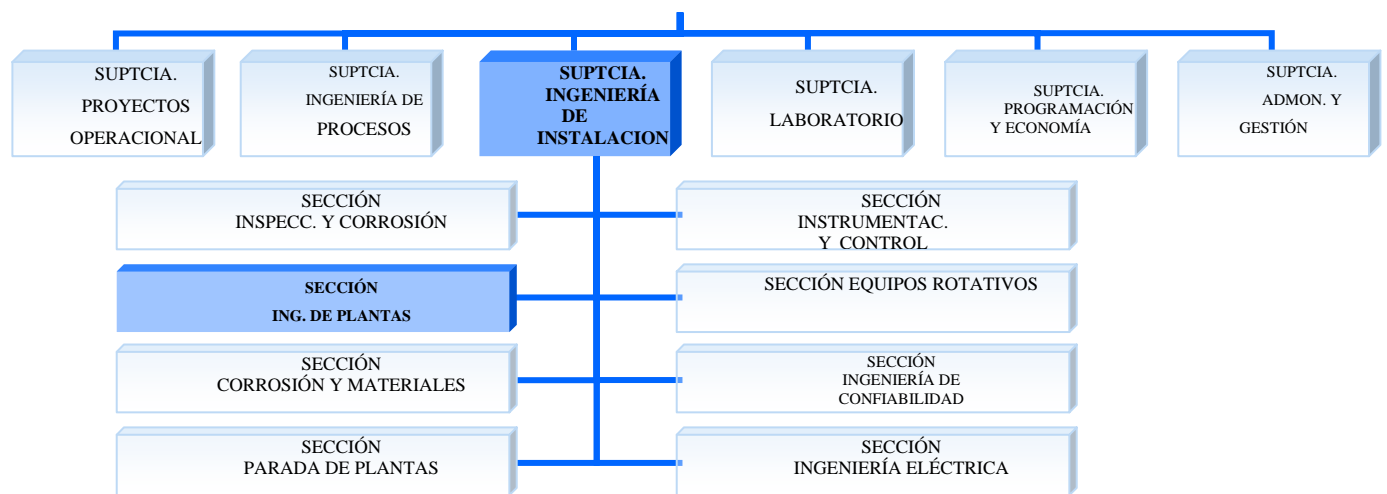 SUPTCIA.
PROYECTOS
OPERACIONAL
SUPTCIA.
INGENIERÍA DE
PROCESOS
SUPTCIA.
INGENIERÍA
DE
INSTALACION
SUPTCIA.
LABORATORIO
SUPTCIA.
PROGRAMACIÓN
Y ECONOMÍA
SUPTCIA.
ADMON. Y
GESTIÓN
SECCIÓN
INSPECC. Y CORROSIÓN
SECCIÓN
INSTRUMENTAC.
Y CONTROL
SECCIÓN
ING. DE PLANTAS
SECCIÓN EQUIPOS ROTATIVOS
SECCIÓN
CORROSIÓN Y MATERIALES
SECCIÓN
INGENIERÍA DE
CONFIABILIDAD
SECCIÓN
PARADA DE PLANTAS
SECCIÓN
INGENIERÍA ELÉCTRICA